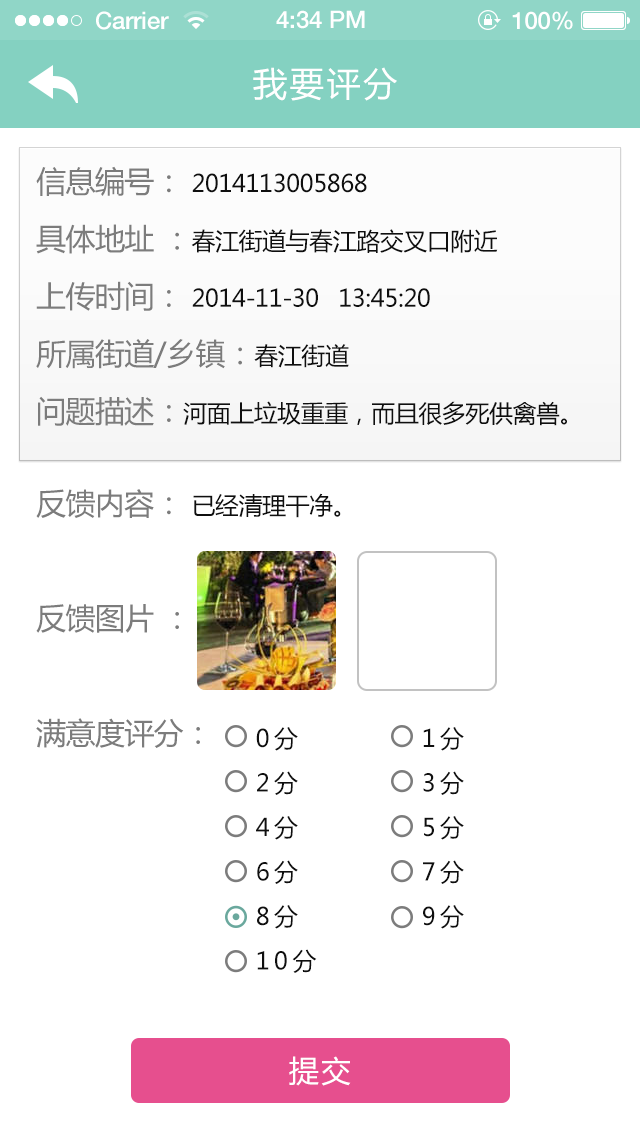 Carrier 4:34 PM 100%
我要评分
信息编号： 2014113005868
具体地址 ：春江街道与春江路交叉口附近
上传时间： 2014-11-30 13:45:20
所属街道/乡镇：春江街道
问题描述：河面上垃圾重重，而且很多死供禽兽。
反馈内容： 已经清理干净。
反馈图片 ：
满意度评分： 0分 1分
2分 3分
4分 5分
6分 7分
8分 9分
10分
提交